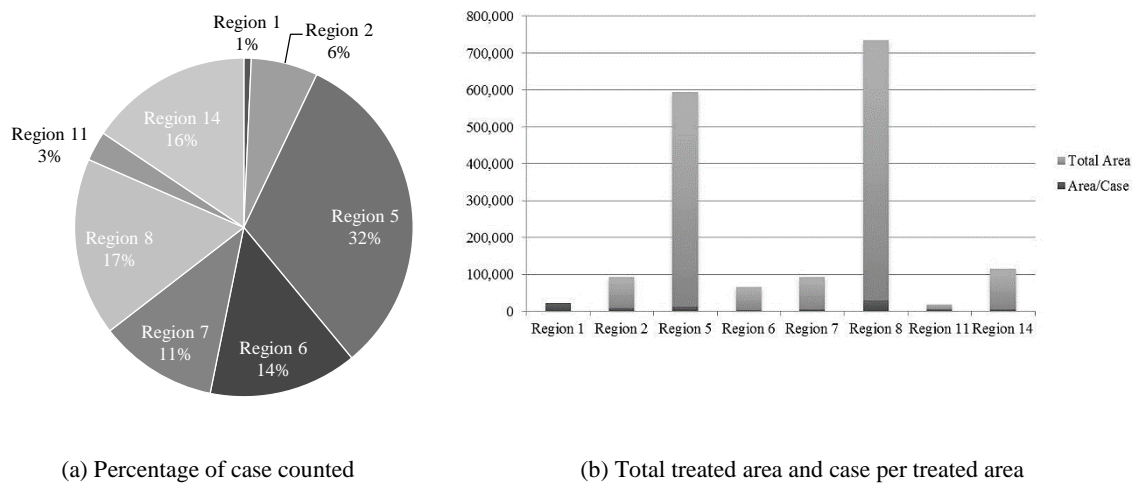 Region 1
1%
Region 2
6%
Region 5
32%
Region 6
14%
Region 7
11%
Region 8
17%
Region 11
3%
Region 14
16%
800,000
700,000
600,000
500,000
400,000
300,000
200,000
100,000
0
Region 1 Region 2 Region 5 Region 6 Region 7 Region 8 Region 11 Region 14
Total Area
Area/Case
(a) Percentage of case counted
(b) Total treated area and case per treated area